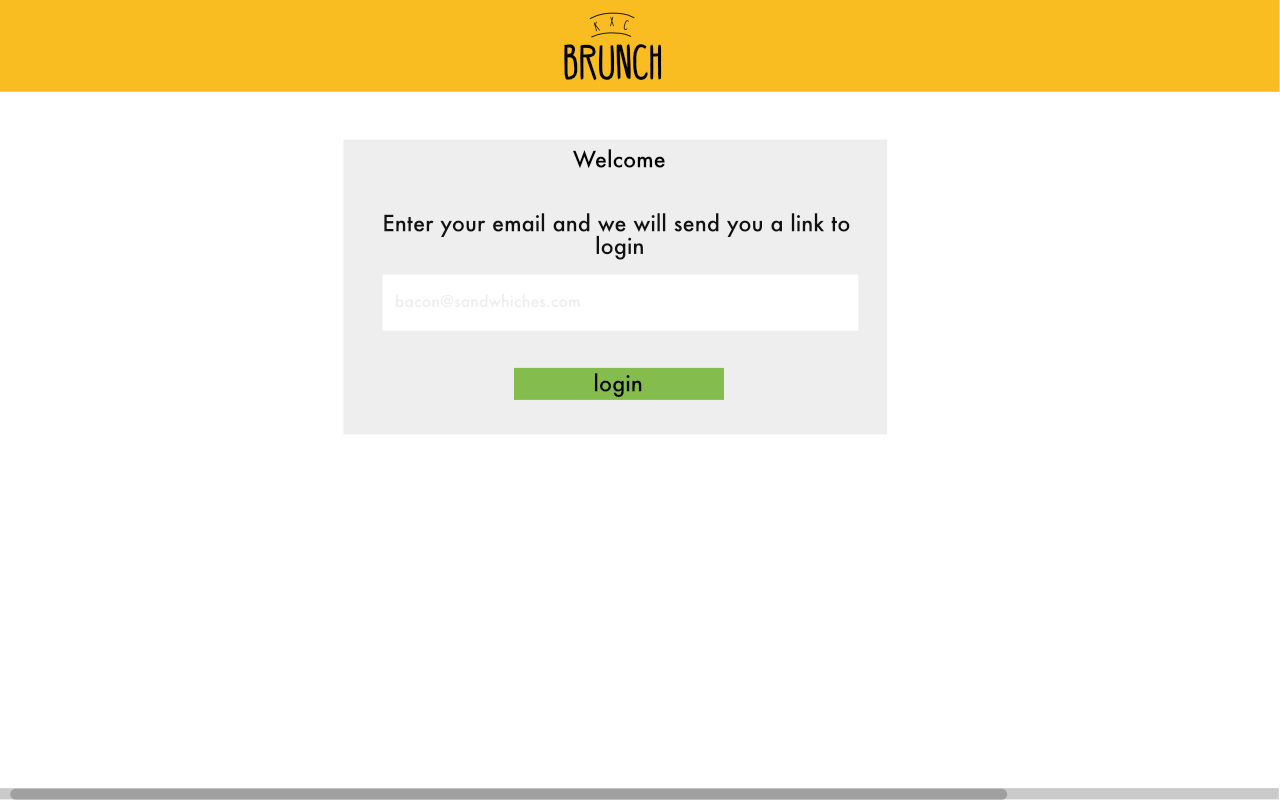 K X C
BRUNCH
Welcome
Enter your email and we will send you a link to
login
bacon@sandwhiches.com
login